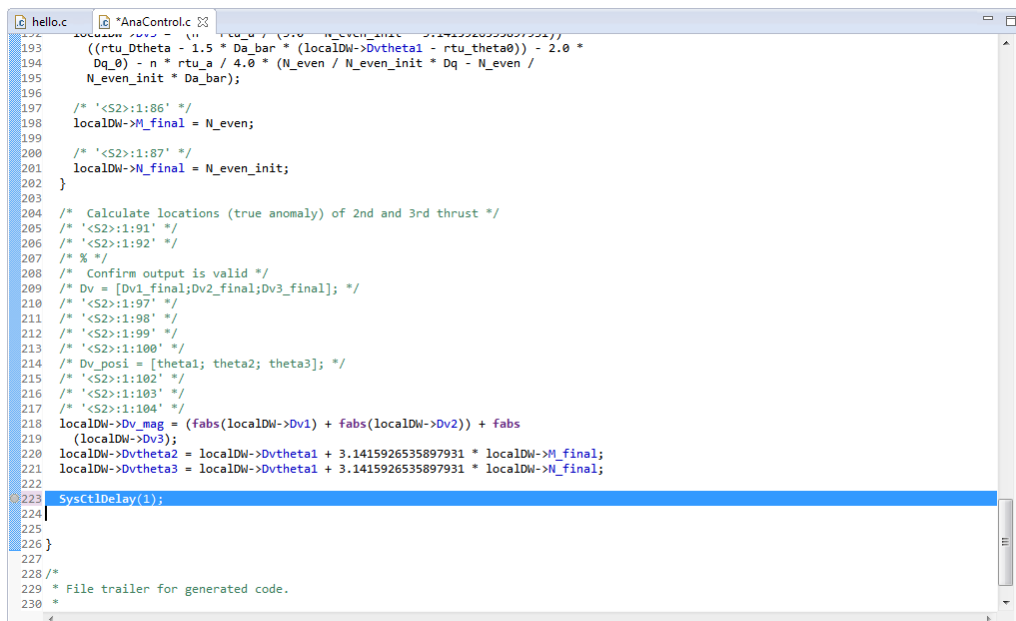 hello.c
*AnaControl.c
193 ((rtu_Dtheta - 1.5 * Da_bar * (localDW->Dvtheta1 - rtu_theta0)) - 2.0 *
194 Dq_0) - n * rtu_a / 4.0 * (N_even / N_even_init * Dq - N_even /
195 N_even_init * Da_bar);
196
197 /* '<S2>:1:86' */
198 localDW->M_final = N_even;
199
200 /* '<S2>:1:87' */
201 localDW->N_final = N_even_init;
202 }
203
204 /* Calculate locations (true anomaly) of 2nd and 3rd thrust */
205 /* '<S2>:1:91' */
206 /* '<S2>:1:92' */
207 /* % */
208 /* Confirm output is valid */
209 /* Dv = [Dv1_final;Dv2_final;Dv3_final]; */
210 /* '<S2>:1:97' */
211 /* '<S2>:1:98' */
212 /* '<S2>:1:99' */
213 /* '<S2>:1:100' */
214 /* Dv_posi = [theta1; theta2; theta3]; */
215 /* '<S2>:1:102' */
216 /* '<S2>:1:103' */
217 /* '<S2>:1:104' */
218 localDW->Dv_mag = (fabs(localDW->Dv1) + fabs(localDW->Dv2)) + fabs
219 (localDW->Dv3);
220 localDW->Dvtheta2 = localDW->Dvtheta1 + 3.1415926535897931 * localDW->M_final;
221 localDW->Dvtheta3 = localDW->Dvtheta1 + 3.1415926535897931 * localDW->N_final;
222
223 SysCtlDelay(1);
224
225
226 }
227
228 /*
229 * File trailer for generated code.
230 *